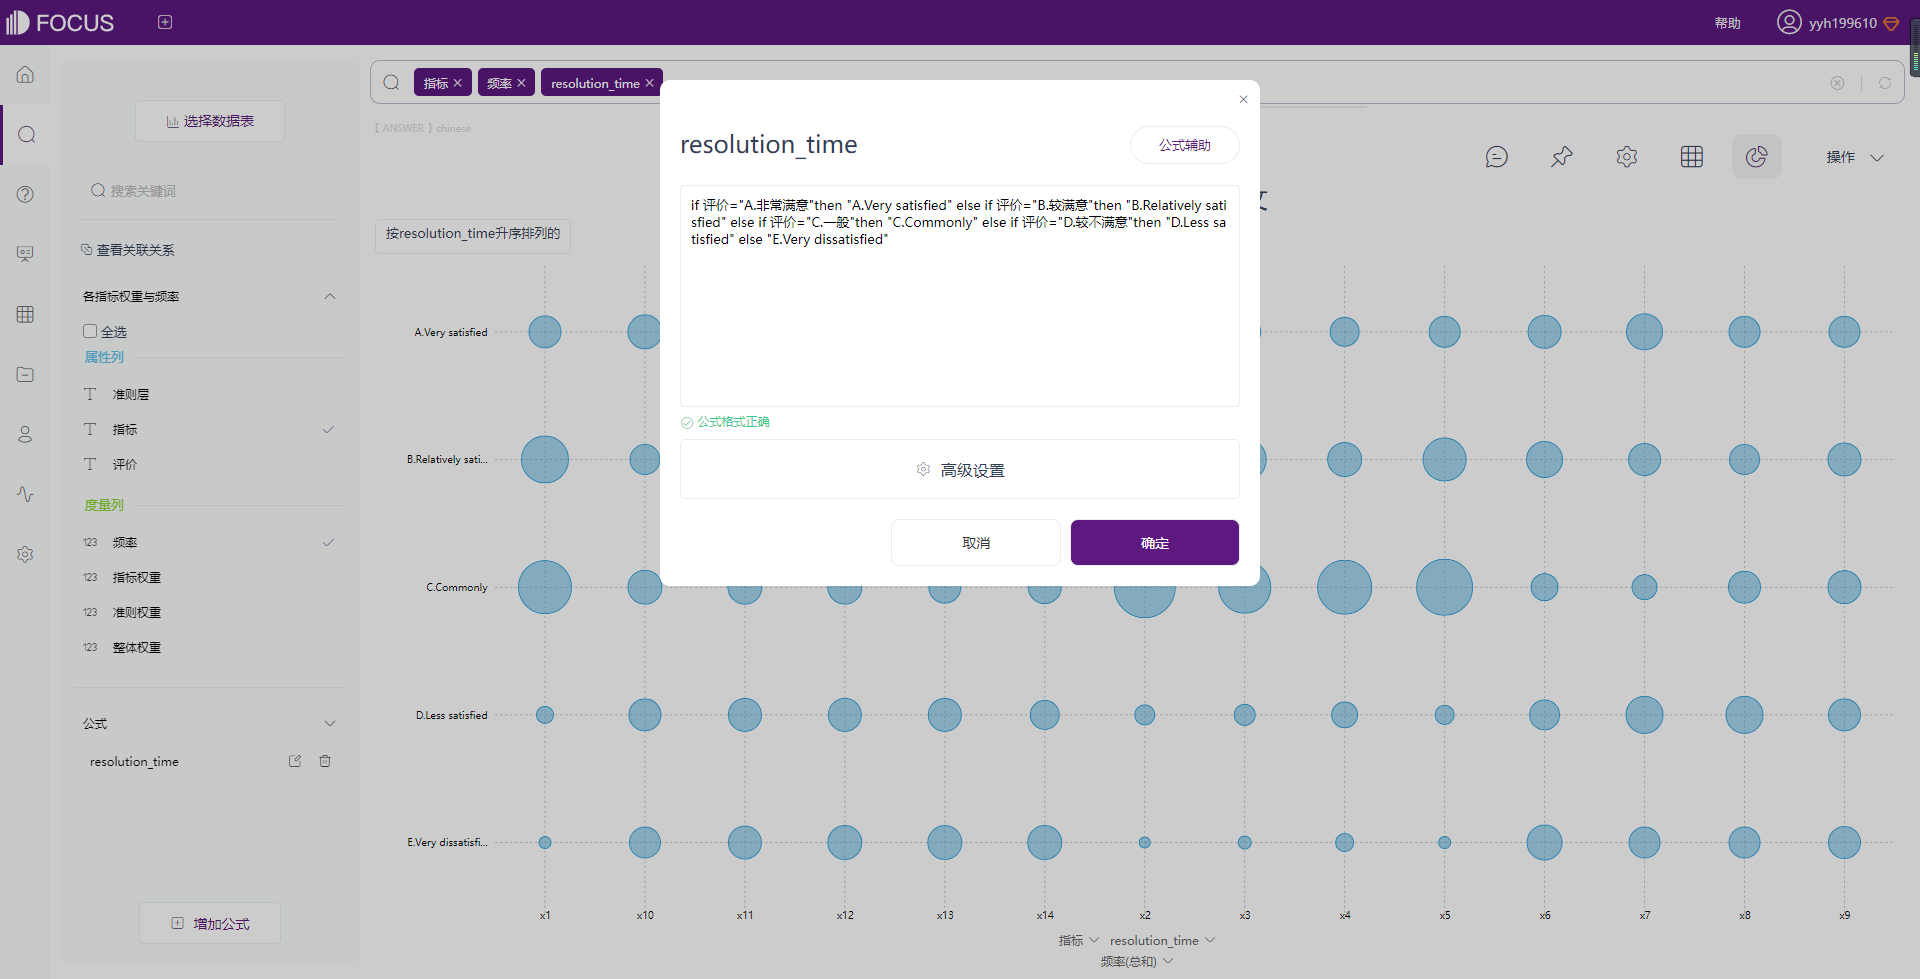 FOCUS
帮助
yyh199610
选择数据表
搜索关键词
查看关联关系
各指标权重与频率
全选
属性列
准则层
指标
评价
度量列
123 频率
123 指标权重
123 准则权重
123 整体权重
公式
resolution_time
增加公式
指标 频率 resolution_time
【 ANSWER 】chinese
操作
按resolution_time升序排列的
resolution_time
公式辅助
if 评价="A.非常满意"then "A.Very satisfied" else if 评价="B.较满意"then "B.Relatively sati
sfied" else if 评价="C.一般"then "C.Commonly" else if 评价="D.较不满意"then "D.Less sa
tisfied" else "E.Very dissatisfied"
公式格式正确
高级设置
取消
确定
A.Very satisfied
B.Relatively sati...
C.Commonly
D.Less satisfied
E.Very dissatisfi...
x1 x10 x11 x12 x13 x14 x2 x3 x4 x5 x6 x7 x8 x9
指标 resolution_time
频率(总和)